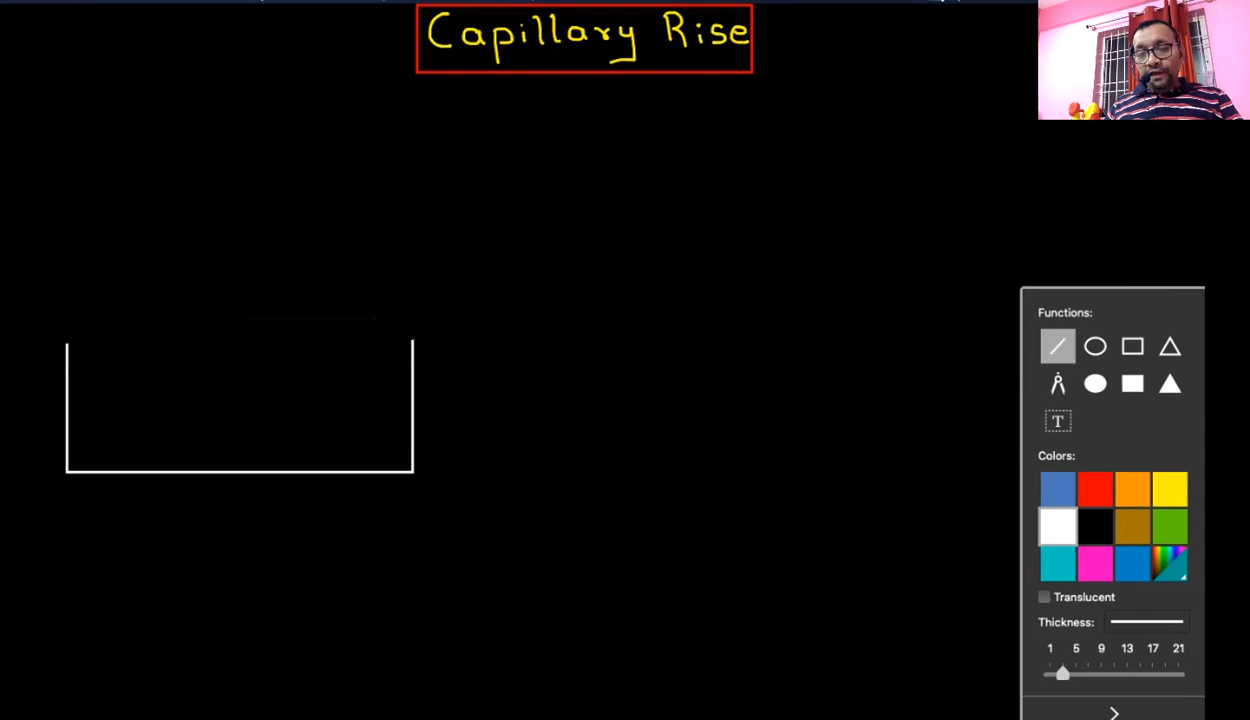 Capillary Rise
Functions:
T
Colors:
Translucent
Thickness:
1 5 9 13 17 21